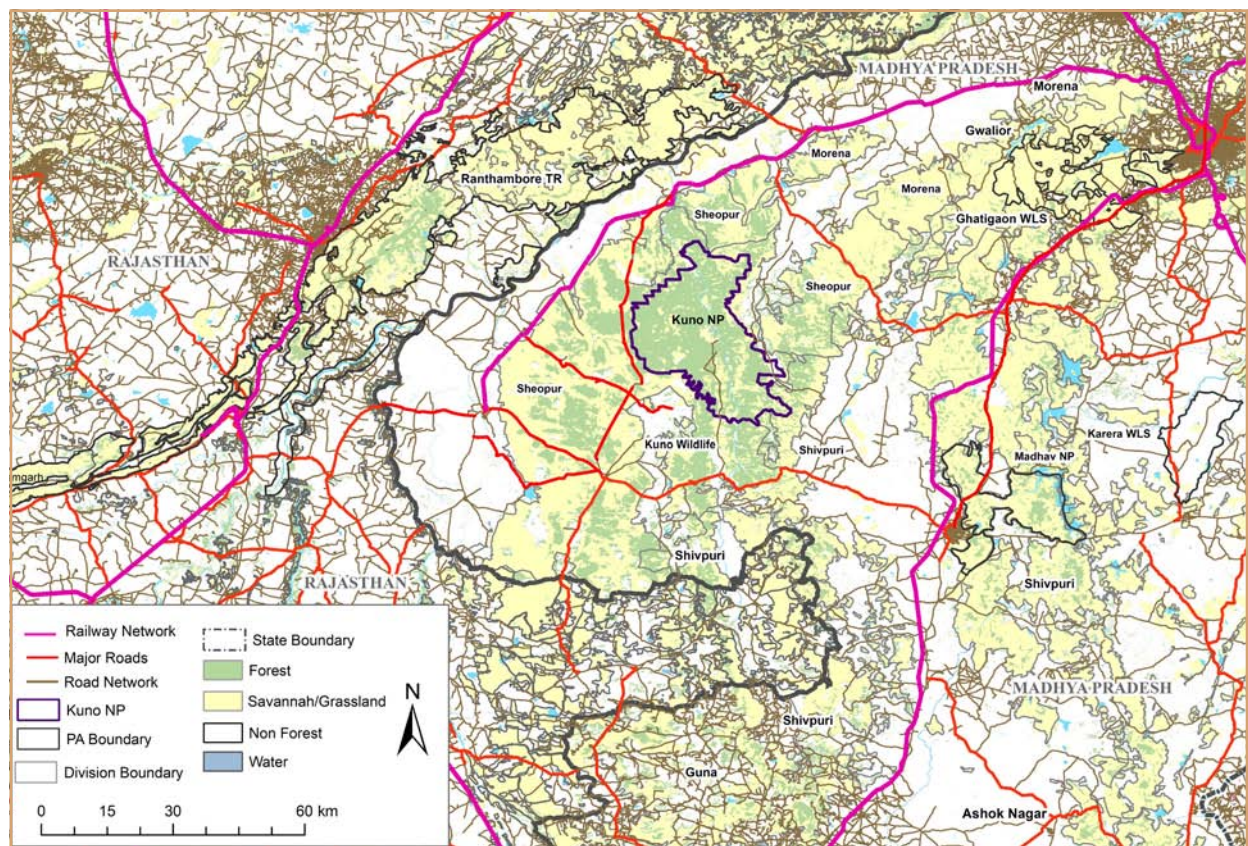 MADHYA PRADESH
Morena
Gwalior
Morena
Ranthambore TR
Morena
Sheopur
Ghatigaon WLS
RAJASTHAN
Sheopur
Kuno NP
Sheopur
Karera WLS
Kuno Wildlife
Shivpuri
Madhav NP
mgarh
Shivpuri
RAJASTHAN
Shivpuri
MADHYA PRADESH
Shivpuri
Guna
Ashok Nagar
Railway Network
Major Roads
Road Network
Kuno NP
PA Boundary
Division Boundary
State Boundary
Forest
Savannah/Grassland
Non Forest
Water
N
0 15 30 60 km